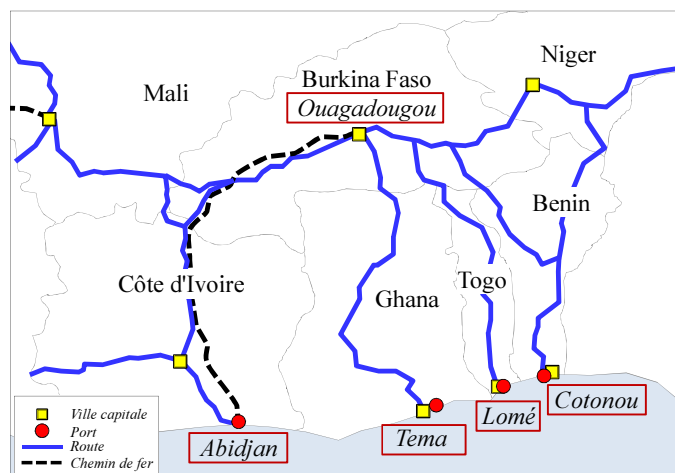 Niger
Burkina Faso
Mali
Ouagadougou
Benin
Côte d'Ivoire
Togo
Ghana
Cotonou
Lomé
Tema
Abidjan
Ville capitale
Port
Route
Chemin de fer